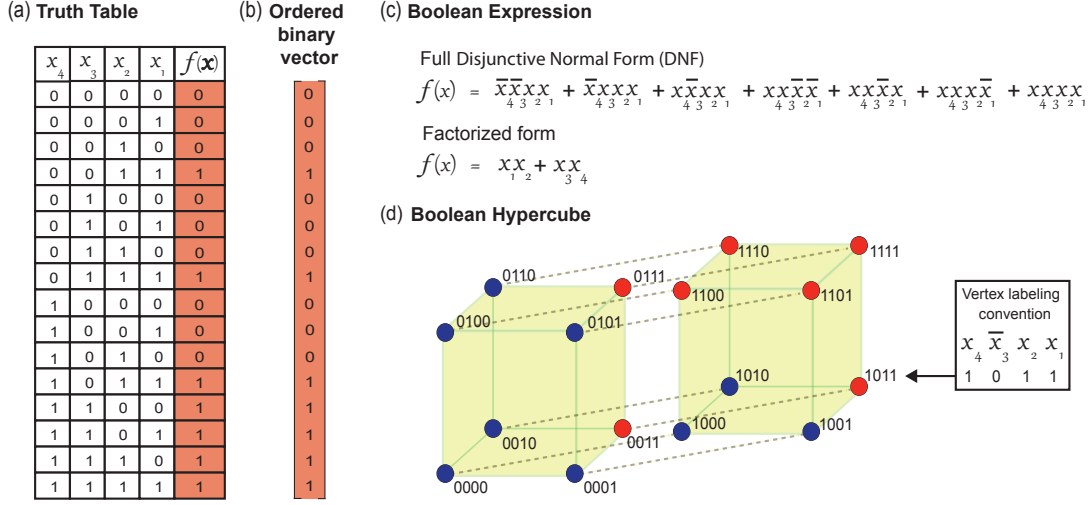 (a) Truth Table
x₄ x₃ x₂ x₁ f(x)
0 0 0 0 0
0 0 0 1 0
0 0 1 0 0
0 0 1 1 1
0 1 0 0 0
0 1 0 1 0
0 1 1 0 0
0 1 1 1 1
1 0 0 0 0
1 0 0 1 0
1 0 1 0 0
1 0 1 1 1
1 1 0 0 1
1 1 0 1 1
1 1 1 0 1
1 1 1 1 1
(b) Ordered
binary
vector
0
0
0
1
0
0
0
1
0
0
0
1
1
1
1
1
(c) Boolean Expression
Full Disjunctive Normal Form (DNF)
f(x) = x̄₄x̄₃x₂x₁ + x̄₄x₃x₂x₁ + x₄x̄₃x₂x₁ + x₄x₃x̄₂x̄₁ + x₄x₃x̄₂x₁ + x₄x₃x₂x̄₁ + x₄x₃x₂x₁
Factorized form
f(x) = x₁x₂ + x₃x₄
(d) Boolean Hypercube
1110 1111
0110 0111 1100 1101
0100 0101
1010 1011
0010 0011 1000 1001
0000 0001
Vertex labeling
convention
x₄ x̄₃ x₂ x₁
1 0 1 1